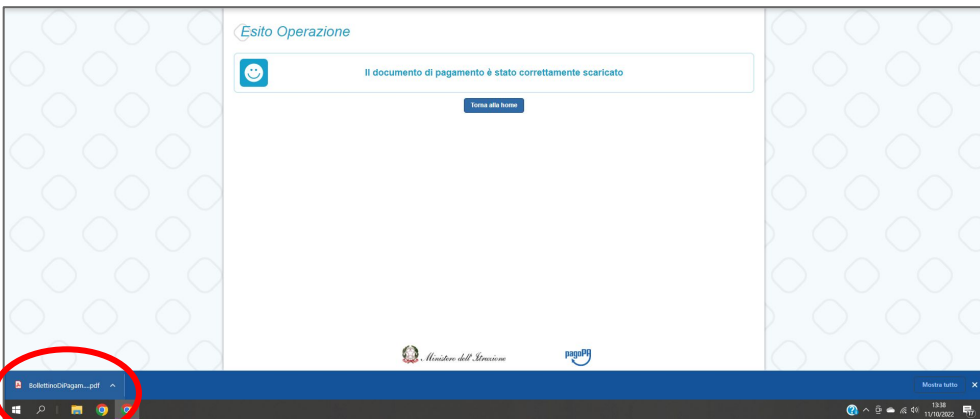 Esito Operazione
Il documento di pagamento è stato correttamente scaricato
Torna alla home
Ministero dell'Istruzione
pagoPA
BollettinoDiPagam....pdf
Mostra tutto
13:38
11/10/2022